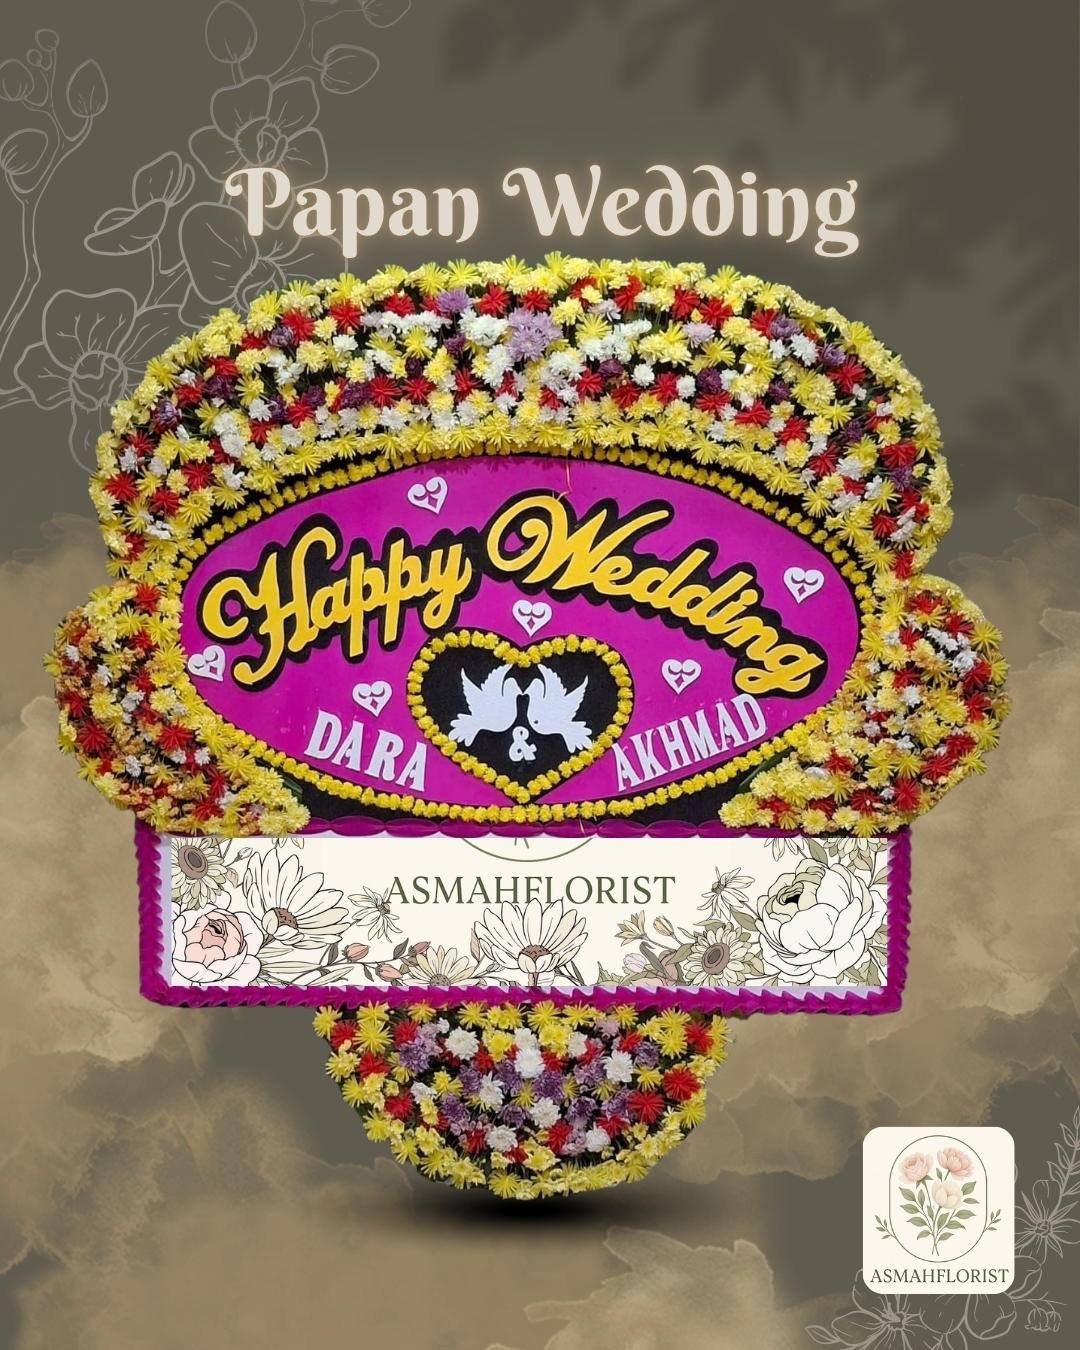 Papan Wedding
Happy Wedding
DARA
&
AKHMAD
ASMAHFLORIST
ASMAHFLORIST